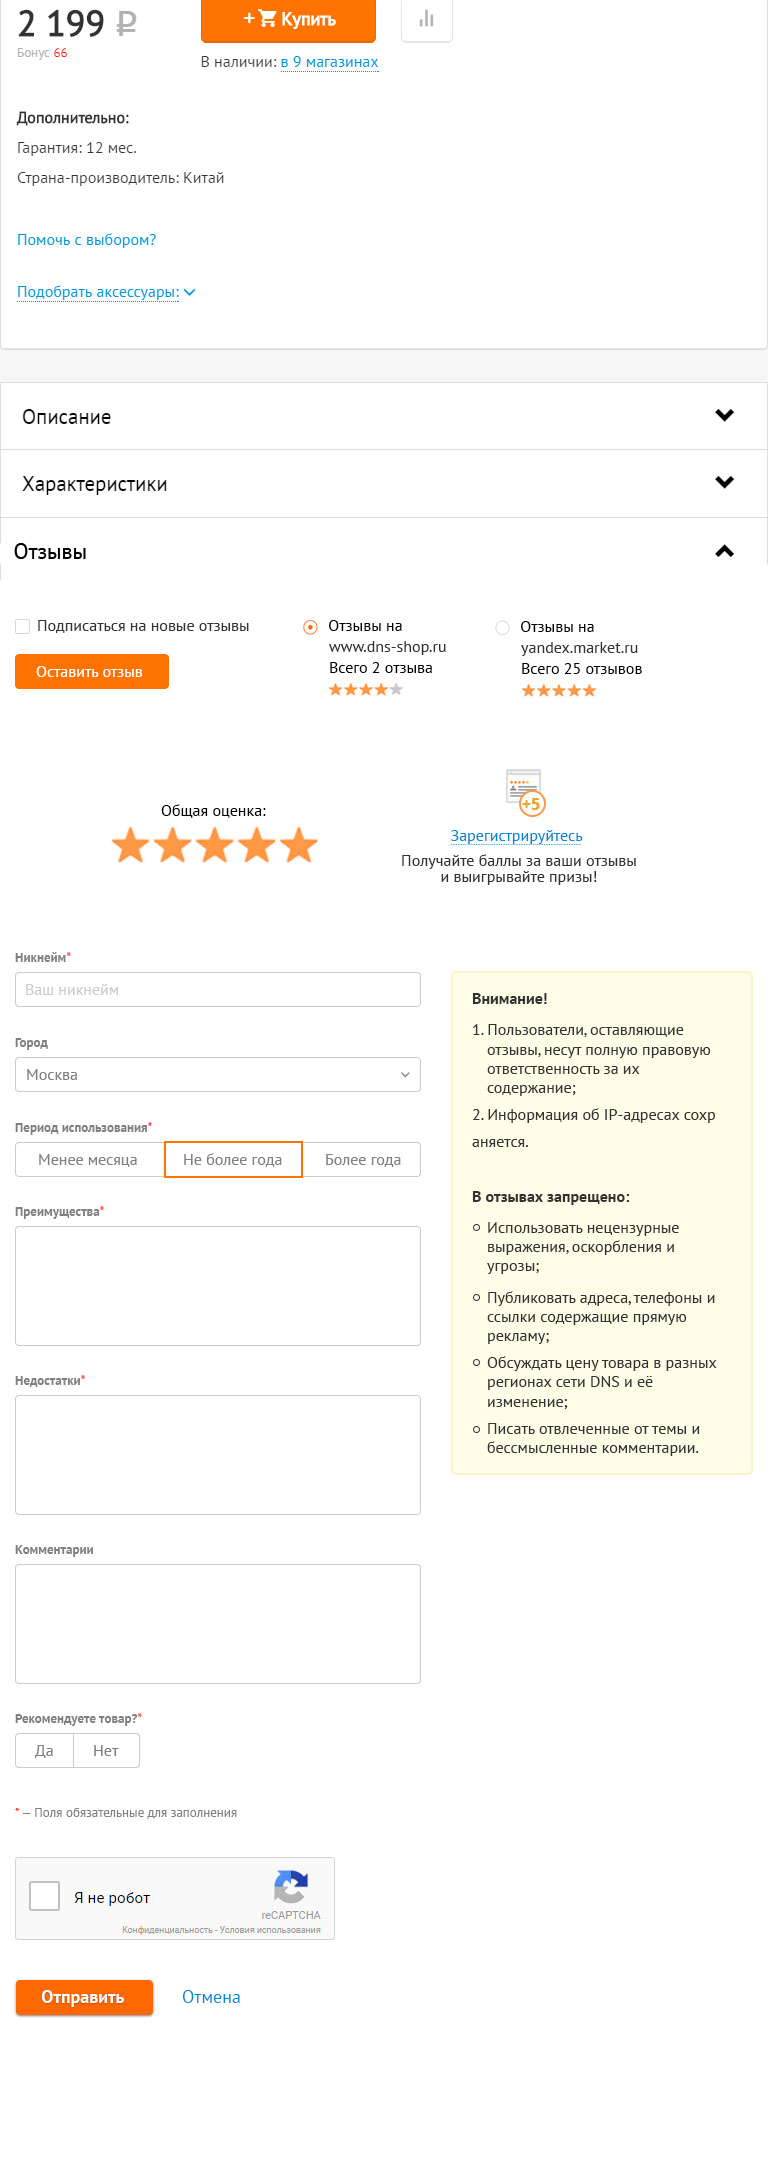 2 199 ₽
+ Купить
Бонус 66
В наличии: в 9 магазинах
Дополнительно:
Гарантия: 12 мес.
Страна-производитель: Китай
Помочь с выбором?
Подобрать аксессуары:
Описание
Характеристики
Отзывы
Подписаться на новые отзывы
Оставить отзыв
Отзывы на
www.dns-shop.ru
Всего 2 отзыва
Отзывы на
yandex.market.ru
Всего 25 отзывов
Общая оценка:
+5
Зарегистрируйтесь
Получайте баллы за ваши отзывы
и выигрывайте призы!
Никнейм*
Ваш никнейм
Город
Москва
Период использования*
Менее месяца
Не более года
Более года
Преимущества*
Недостатки*
Комментарии
Рекомендуете товар?*
Да
Нет
* — Поля обязательные для заполнения
Внимание!
1. Пользователи, оставляющие
отзывы, несут полную правовую
ответственность за их
содержание;
2. Информация об IP-адресах сохр
аняется.
В отзывах запрещено:
Использовать нецензурные
выражения, оскорбления и
угрозы;
Публиковать адреса, телефоны и
ссылки содержащие прямую
рекламу;
Обсуждать цену товара в разных
регионах сети DNS и её
изменение;
Писать отвлеченные от темы и
бессмысленные комментарии.
Я не робот
reCAPTCHA
Конфиденциальность - Условия использования
Отправить
Отмена